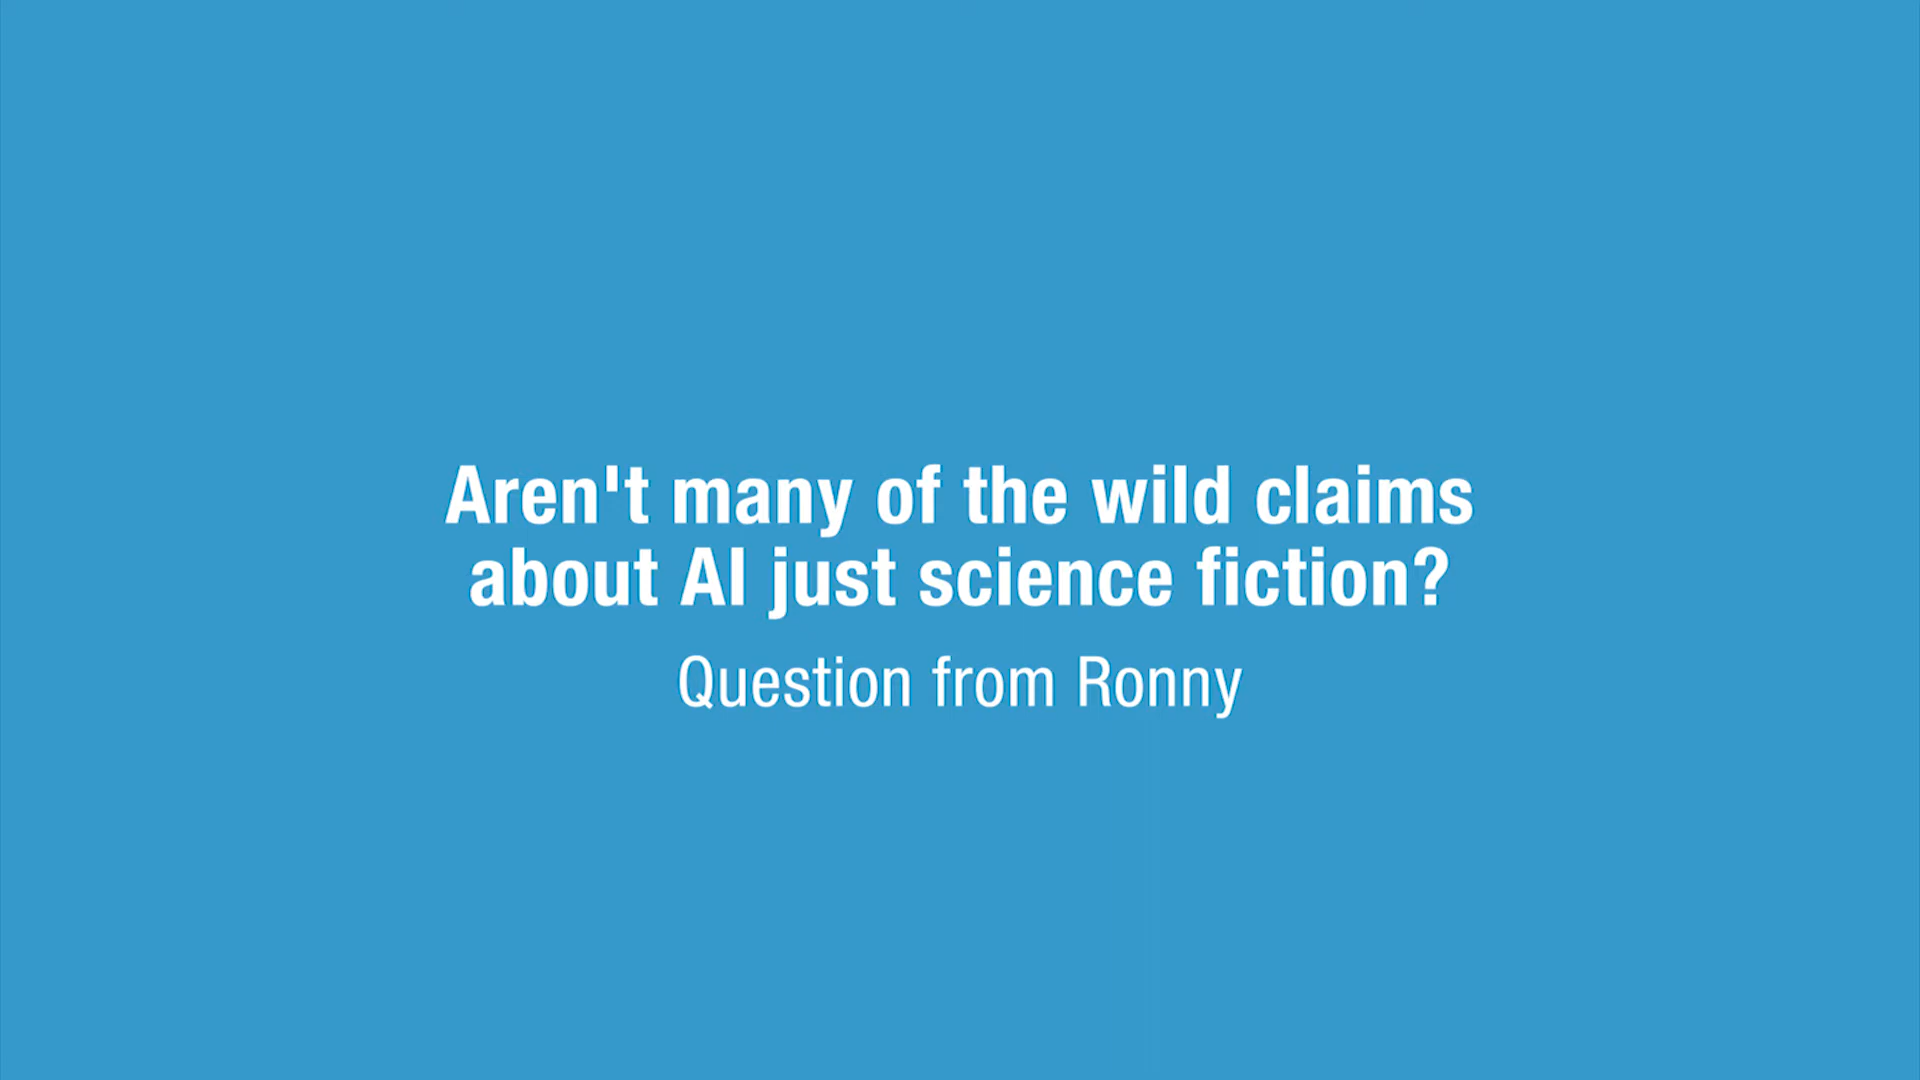 Aren't many of the wild claims
about AI just science fiction?
Question from Ronny